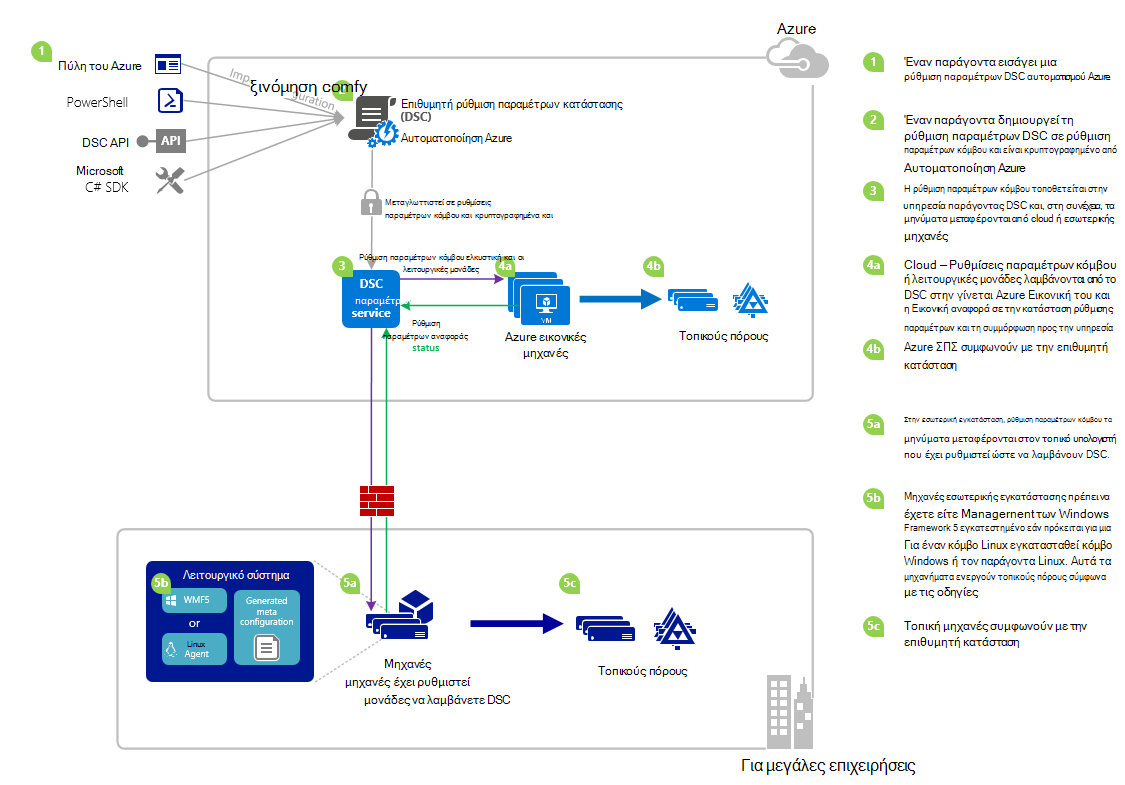 Azure
1
Πύλη του Azure
PowerShell
DSC API
API
Microsoft
C# SDK
ξινόμηση comfy
Επιθυμητή ρύθμιση παραμέτρων κατάστασης
(DSC)
Αυτοματοποίηση Azure
Μεταγλωττιστεί σε ρυθμίσεις
παραμέτρων κόμβου και κρυπτογραφημένα και
Ρύθμιση παραμέτρων κόμβου ελκυστική και οι
λειτουργικές μονάδες
3
DSC
παραμέτρ
service
4a
VM
4b
Ρύθμιση
παραμέτρων αναφοράς
status
Azure εικονικές
μηχανές
Τοπικούς πόρους
5b
Λειτουργικό σύστημα
WMF5
or
Linux
Agent
Generated
meta
configuration
5a
5c
Μηχανές
μηχανές έχει ρυθμιστεί
μονάδες να λαμβάνετε DSC
Τοπικούς πόρους
Για μεγάλες επιχειρήσεις
1
Έναν παράγοντα εισάγει μια
ρύθμιση παραμέτρων DSC αυτοματισμού Azure
2
Έναν παράγοντα δημιουργεί τη
ρύθμιση παραμέτρων DSC σε ρύθμιση
παραμέτρων κόμβου και είναι κρυπτογραφημένο από
Αυτοματοποίηση Azure
3
Η ρύθμιση παραμέτρων κόμβου τοποθετείται στην
υπηρεσία παράγοντας DSC και, στη συνέχεια, τα
μηνύματα μεταφέρονται από cloud ή εσωτερικής
μηχανές
4a
Cloud – Ρυθμίσεις παραμέτρων κόμβου
ή λειτουργικές μονάδες λαμβάνονται από το
DSC στην γίνεται Azure Εικονική του και
η Εικονική αναφορά σε την κατάσταση ρύθμισης
παραμέτρων και τη συμμόρφωση προς την υπηρεσία
4b
Azure ΣΠΣ συμφωνούν με την επιθυμητή
κατάσταση
5a
Στην εσωτερική εγκατάσταση, ρύθμιση παραμέτρων κόμβου τα
μηνύματα μεταφέρονται στον τοπικό υπολογιστή
που έχει ρυθμιστεί ώστε να λαμβάνουν DSC.
5b
Μηχανές εσωτερικής εγκατάστασης πρέπει να
έχετε είτε Management των Windows
Framework 5 εγκατεστημένο εάν πρόκειται για μια
Για έναν κόμβο Linux εγκατασταθεί κόμβο
Windows ή τον παράγοντα Linux. Αυτά τα
μηχανήματα ενεργούν τοπικούς πόρους σύμφωνα
με τις οδηγίες
5c
Τοπική μηχανές συμφωνούν με την
επιθυμητή κατάσταση